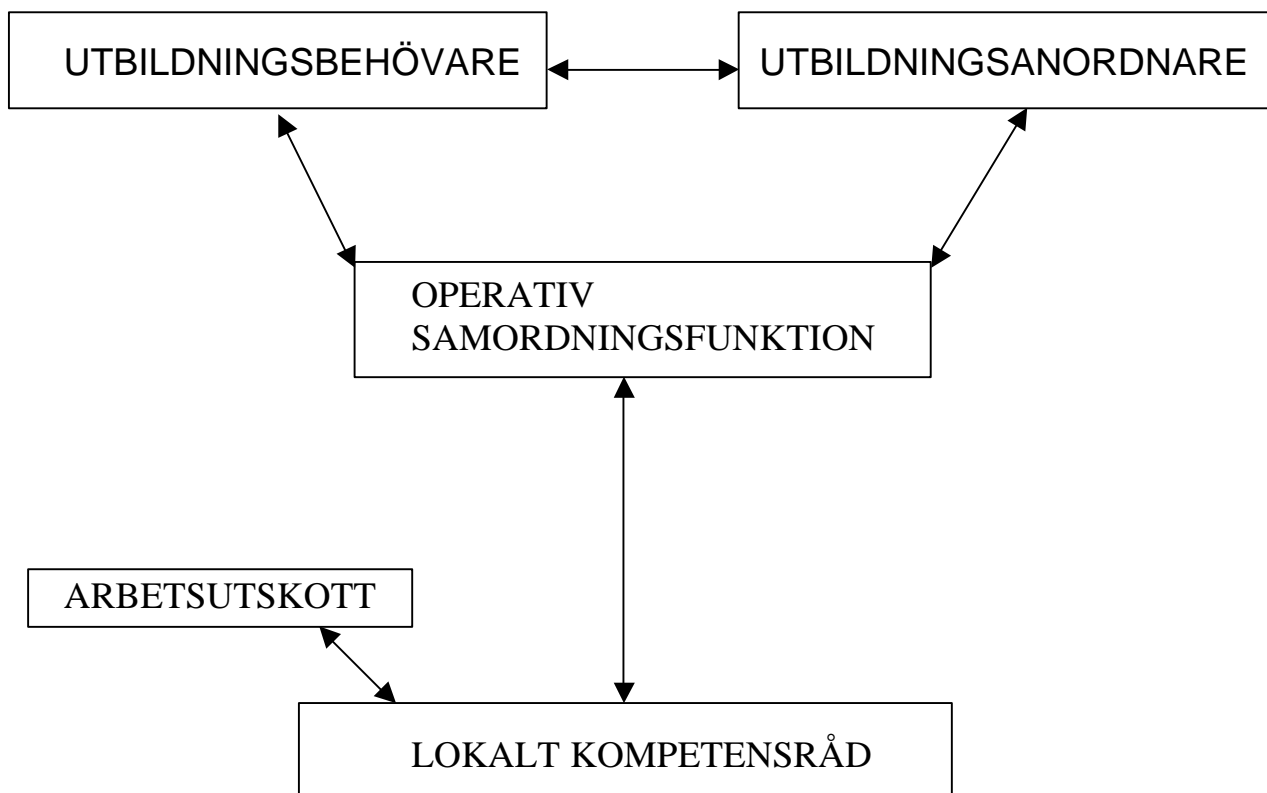 UTBILDNINGSBEHÖVARE
UTBILDNINGSANORDNARE
OPERATIV
SAMORDNINGSFUNKTION
ARBETSUTSKOTT
LOKALT KOMPETENSRÅD